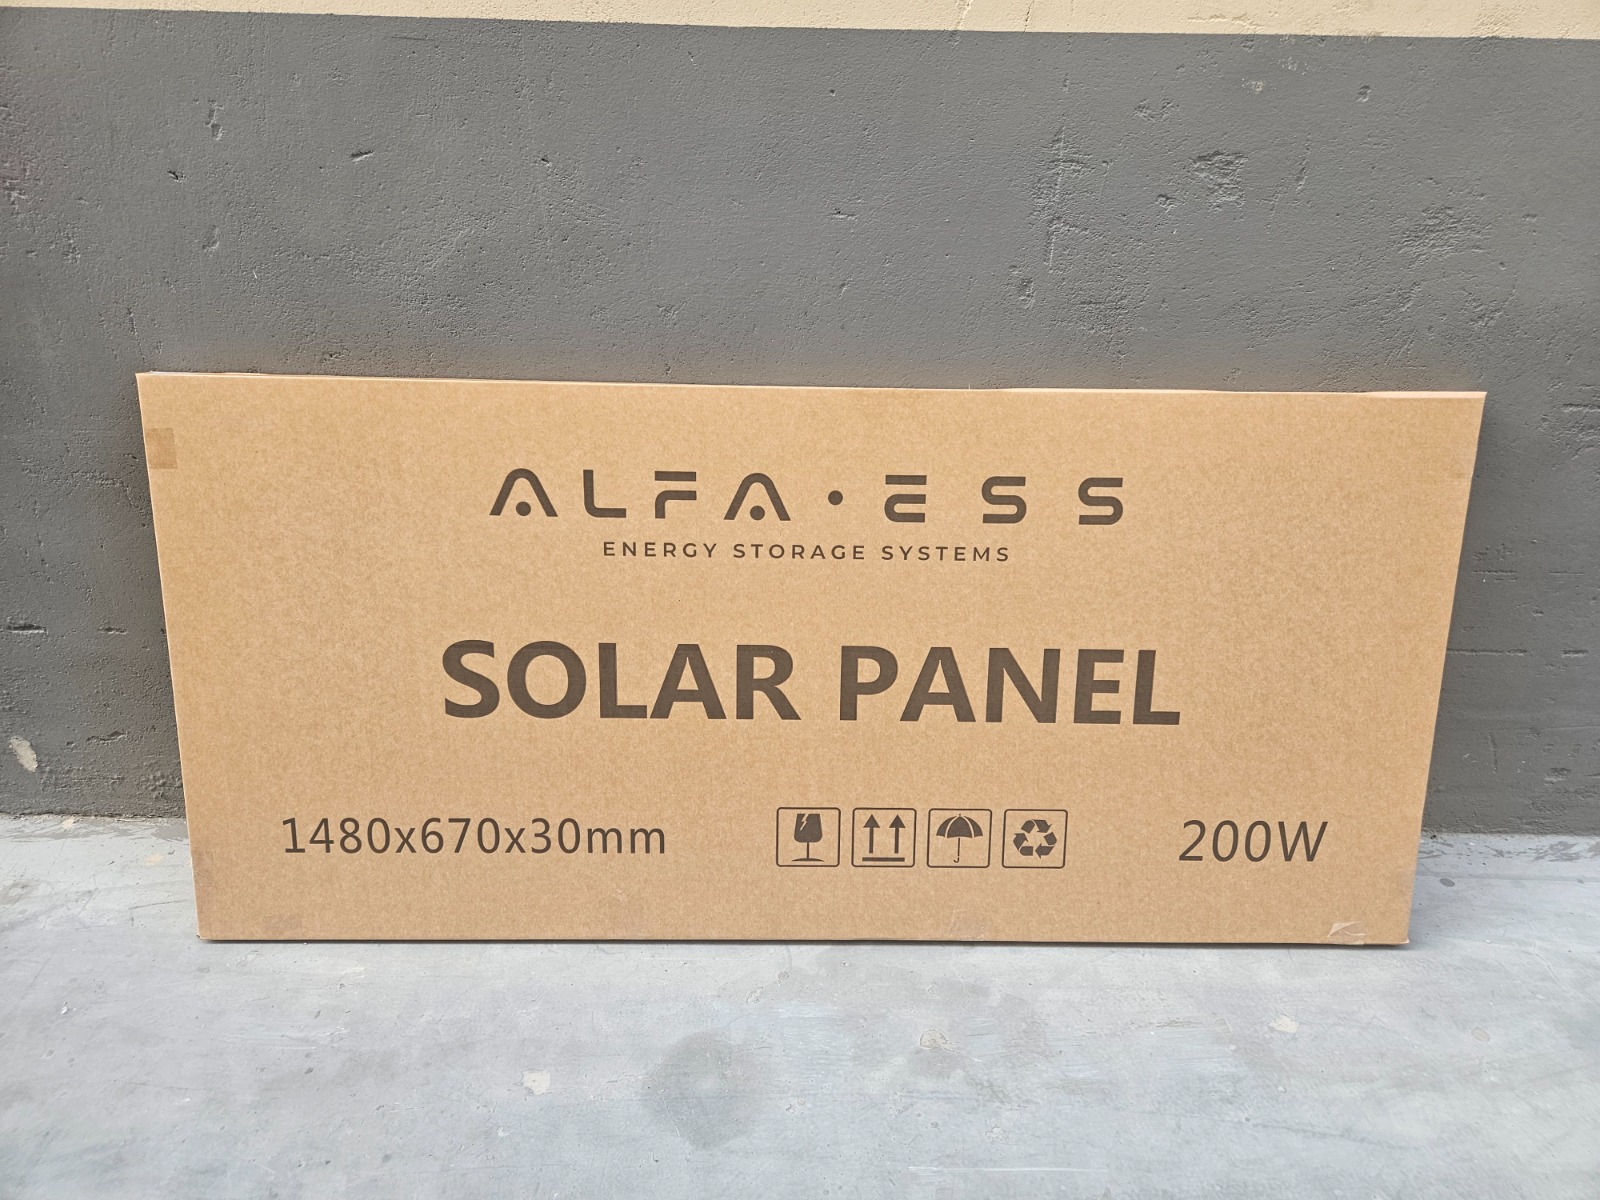 ALFA·ESS
ENERGY STORAGE SYSTEMS
SOLAR PANEL
1480x670x30mm
200W